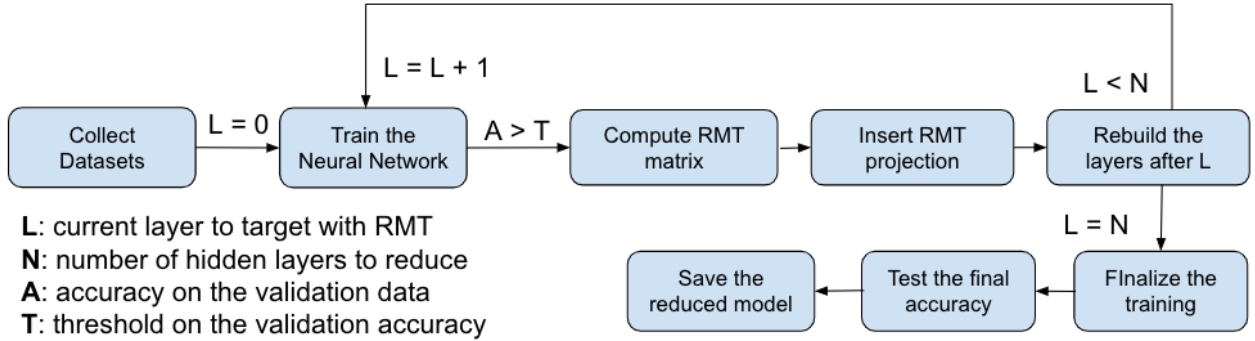 L = L + 1
L < N
Collect
Datasets
L = 0
Train the
Neural Network
A > T
Compute RMT
matrix
Insert RMT
projection
Rebuild the
layers after L
L: current layer to target with RMT
N: number of hidden layers to reduce
A: accuracy on the validation data
T: threshold on the validation accuracy
L = N
FInalize the
training
Test the final
accuracy
Save the
reduced model